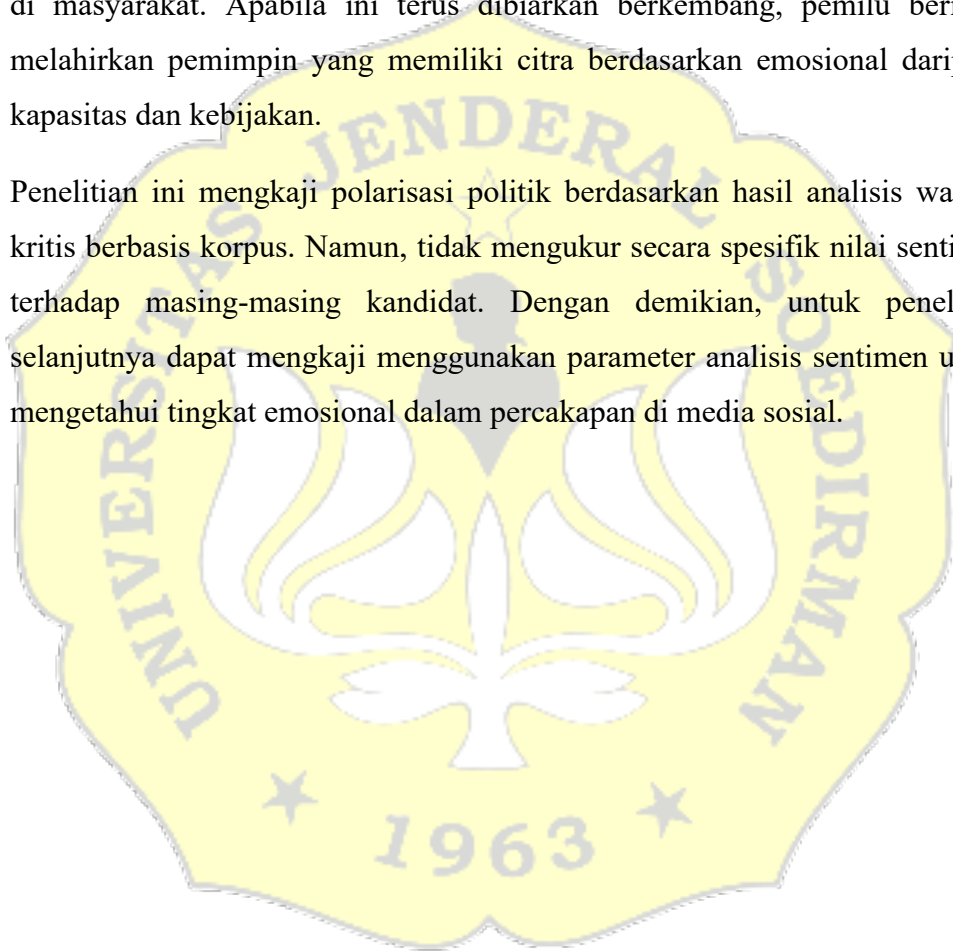 di masyarakat. Apabila ini terus dibiarkan berkembang, pemilu
melahirkan pemimpin yang memiliki citra berdasarkan emosional
kapasitas dan kebijakan.
Penelitian ini mengkaji polarisasi politik berdasarkan hasil analisis
kritis berbasis korpus. Namun, tidak mengukur secara spesifik nilai
terhadap masing-masing kandidat. Dengan demikian, untuk
selanjutnya dapat mengkaji menggunakan parameter analisis sentimen
mengetahui tingkat emosional dalam percakapan di media sosial.
UNIVERSITAS JENDERAL SOEDIRMAN
1963